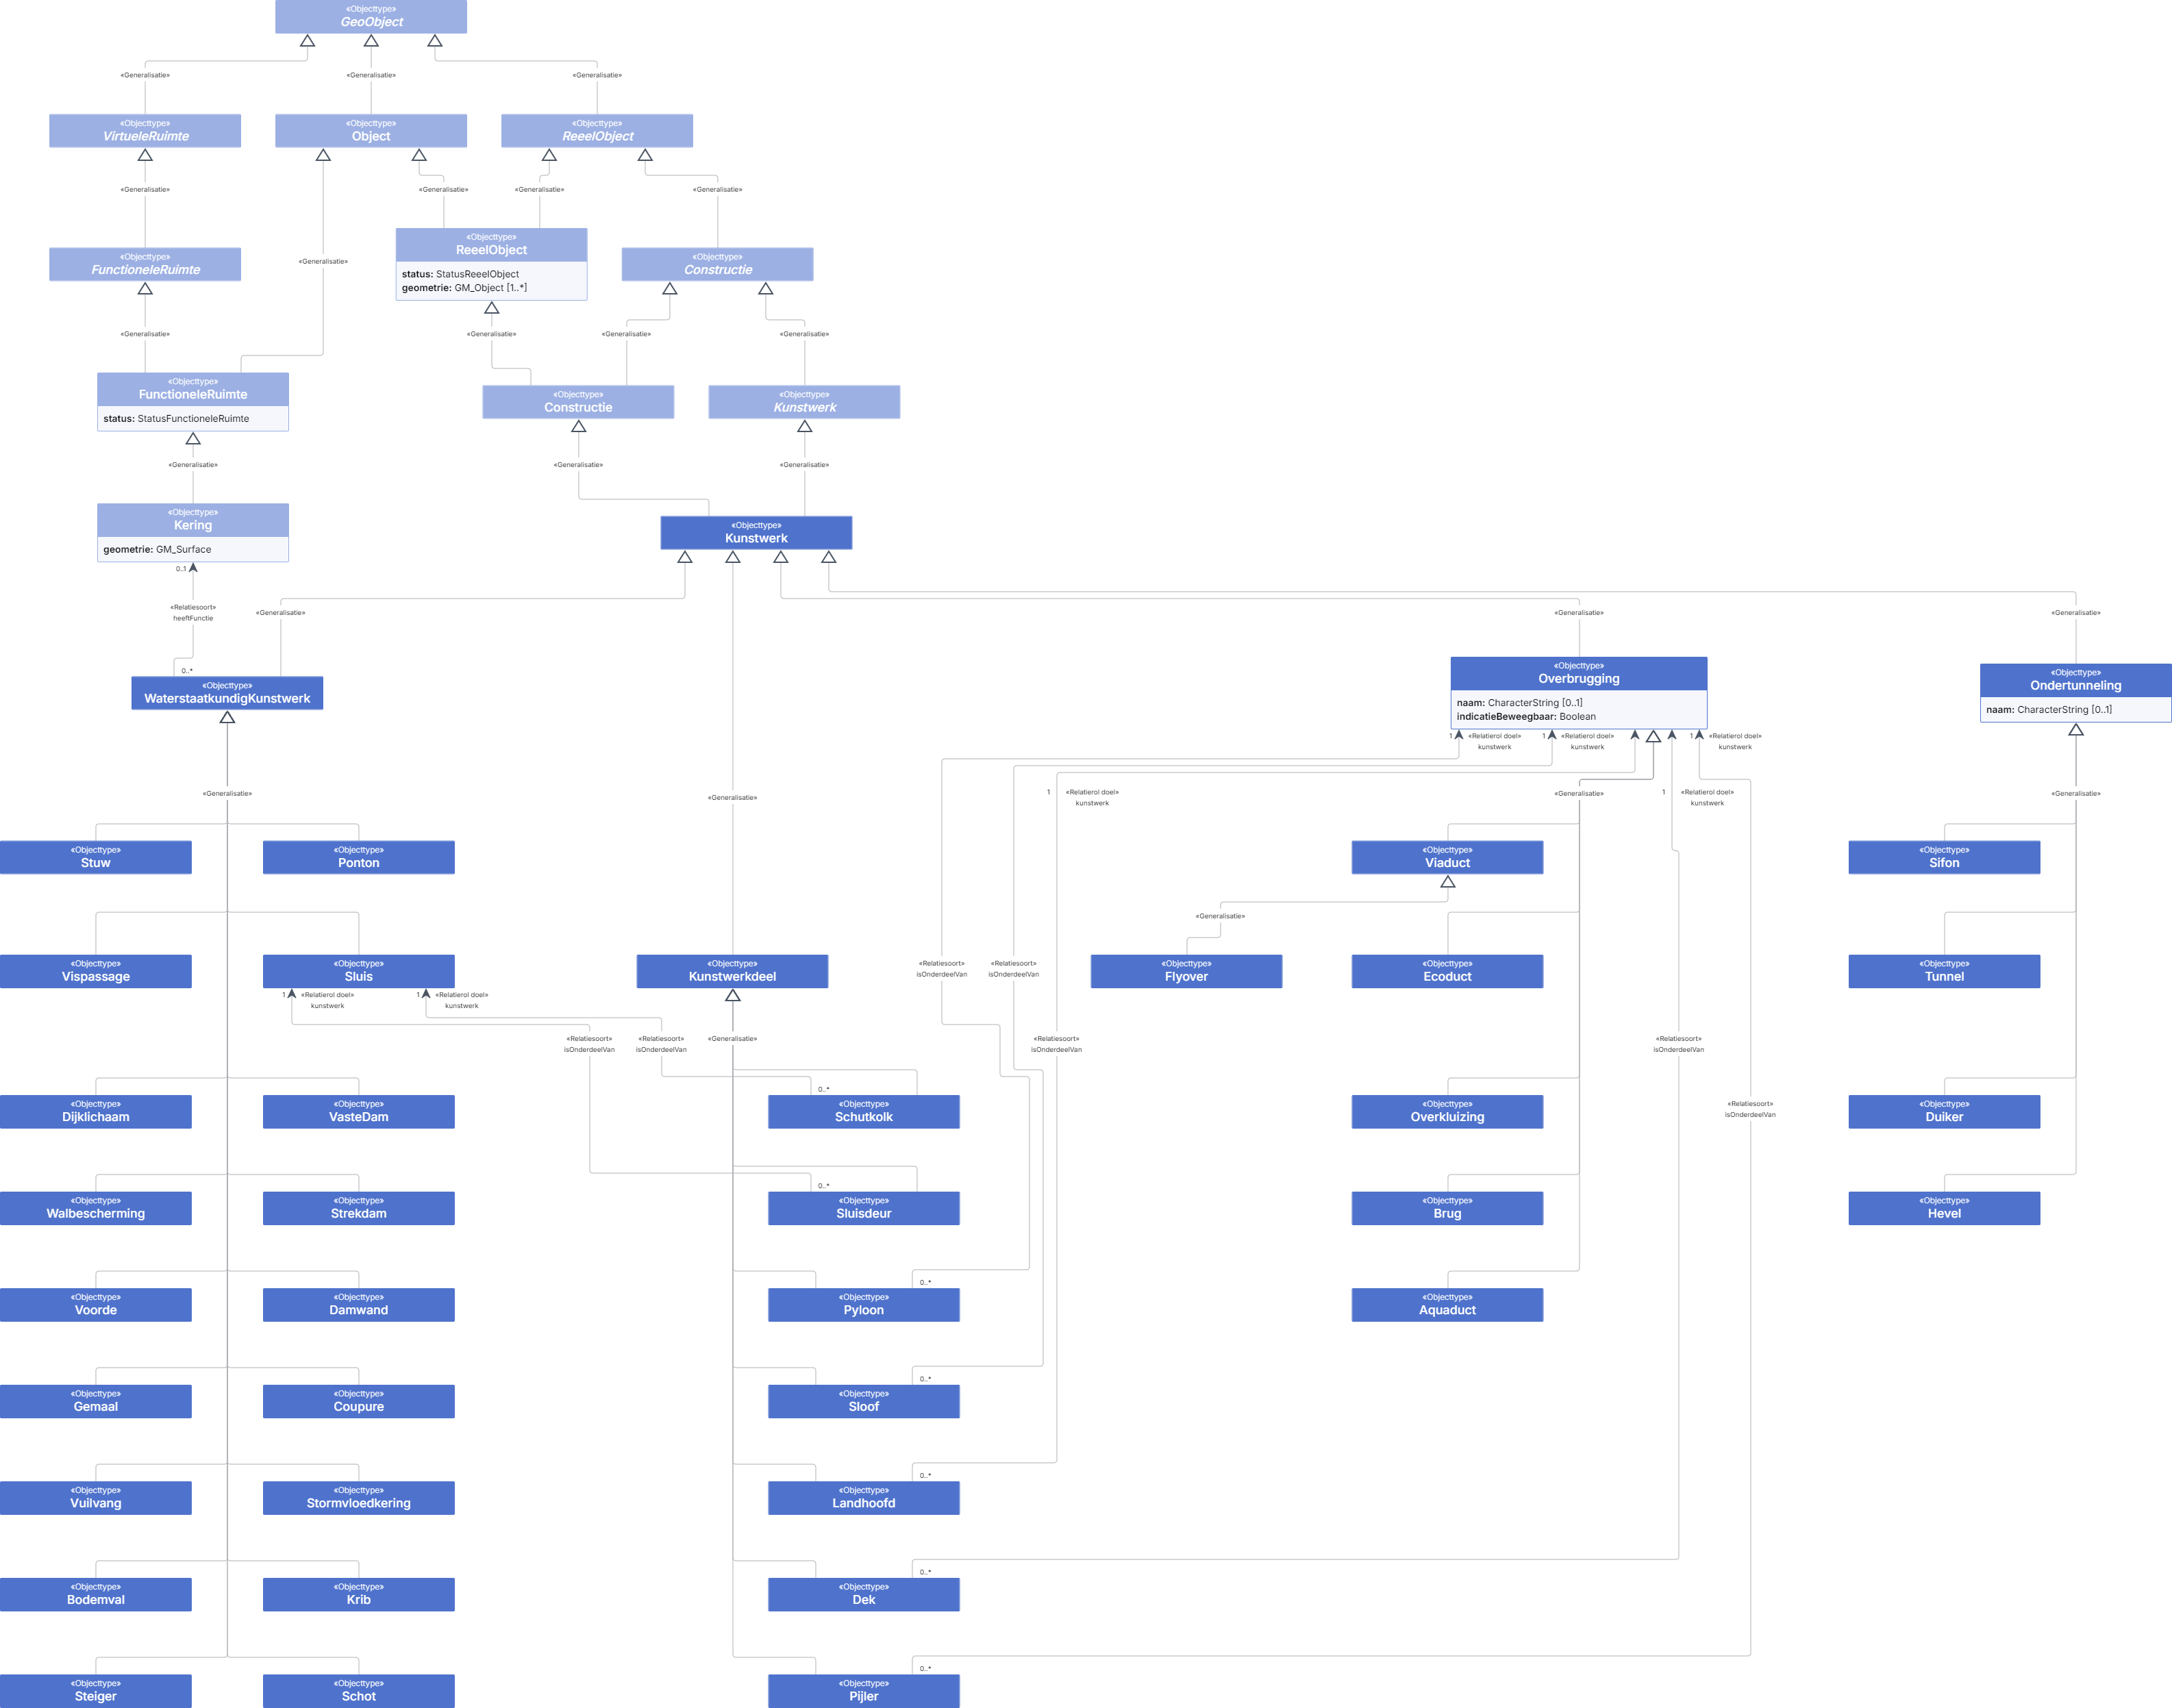 «Objecttype»
GeoObject
«Generalisatie»
«Generalisatie»
«Generalisatie»
«Objecttype»
VirtueleRuimte
«Objecttype»
Object
«Objecttype»
ReeelObject
«Generalisatie»
«Generalisatie»
«Generalisatie»
«Generalisatie»
«Objecttype»
ReeelObject
status: StatusReeelObject
geometrie: GM_Object [1..*]
«Objecttype»
FunctioneleRuimte
«Generalisatie»
«Objecttype»
Constructie
«Generalisatie»
«Generalisatie»
«Generalisatie»
«Generalisatie»
«Objecttype»
FunctioneleRuimte
status: StatusFunctioneleRuimte
«Objecttype»
Constructie
«Objecttype»
Kunstwerk
«Generalisatie»
«Generalisatie»
«Generalisatie»
«Objecttype»
Kering
geometrie: GM_Surface
«Objecttype»
Kunstwerk
0..1
«Relatiesoort»
heeftFunctie
«Generalisatie»
«Generalisatie»
«Generalisatie»
0..*
«Objecttype»
WaterstaatkundigKunstwerk
«Objecttype»
Overbrugging
naam: CharacterString [0..1]
indicatieBeweegbaar: Boolean
«Objecttype»
Ondertunneling
naam: CharacterString [0..1]
1 «Relatierol doel»
kunstwerk
1 «Relatierol doel»
kunstwerk
1 «Relatierol doel»
kunstwerk
«Generalisatie»
«Generalisatie»
1 «Relatierol doel»
kunstwerk
«Generalisatie»
1 «Relatierol doel»
kunstwerk
«Generalisatie»
«Objecttype»
Stuw
«Objecttype»
Ponton
«Objecttype»
Viaduct
«Objecttype»
Sifon
«Generalisatie»
«Objecttype»
Vispassage
«Objecttype»
Sluis
«Objecttype»
Kunstwerkdeel
«Relatiesoort»
isOnderdeelVan
«Relatiesoort»
isOnderdeelVan
«Objecttype»
Flyover
«Objecttype»
Ecoduct
«Objecttype»
Tunnel
1 «Relatierol doel»
kunstwerk
1 «Relatierol doel»
kunstwerk
«Relatiesoort»
isOnderdeelVan
«Relatiesoort»
isOnderdeelVan
«Generalisatie»
«Relatiesoort»
isOnderdeelVan
«Relatiesoort»
isOnderdeelVan
0..*
«Objecttype»
Dijklichaam
«Objecttype»
VasteDam
«Objecttype»
Schutkolk
«Objecttype»
Overkluizing
«Relatiesoort»
isOnderdeelVan
«Objecttype»
Duiker
0..*
«Objecttype»
Walbescherming
«Objecttype»
Strekdam
«Objecttype»
Sluisdeur
«Objecttype»
Brug
«Objecttype»
Hevel
0..*
«Objecttype»
Voorde
«Objecttype»
Damwand
«Objecttype»
Pyloon
«Objecttype»
Aquaduct
0..*
«Objecttype»
Gemaal
«Objecttype»
Coupure
«Objecttype»
Sloof
0..*
«Objecttype»
Vuilvang
«Objecttype»
Stormvloedkering
«Objecttype»
Landhoofd
0..*
«Objecttype»
Bodemval
«Objecttype»
Krib
«Objecttype»
Dek
0..*
«Objecttype»
Steiger
«Objecttype»
Schot
«Objecttype»
Pijler